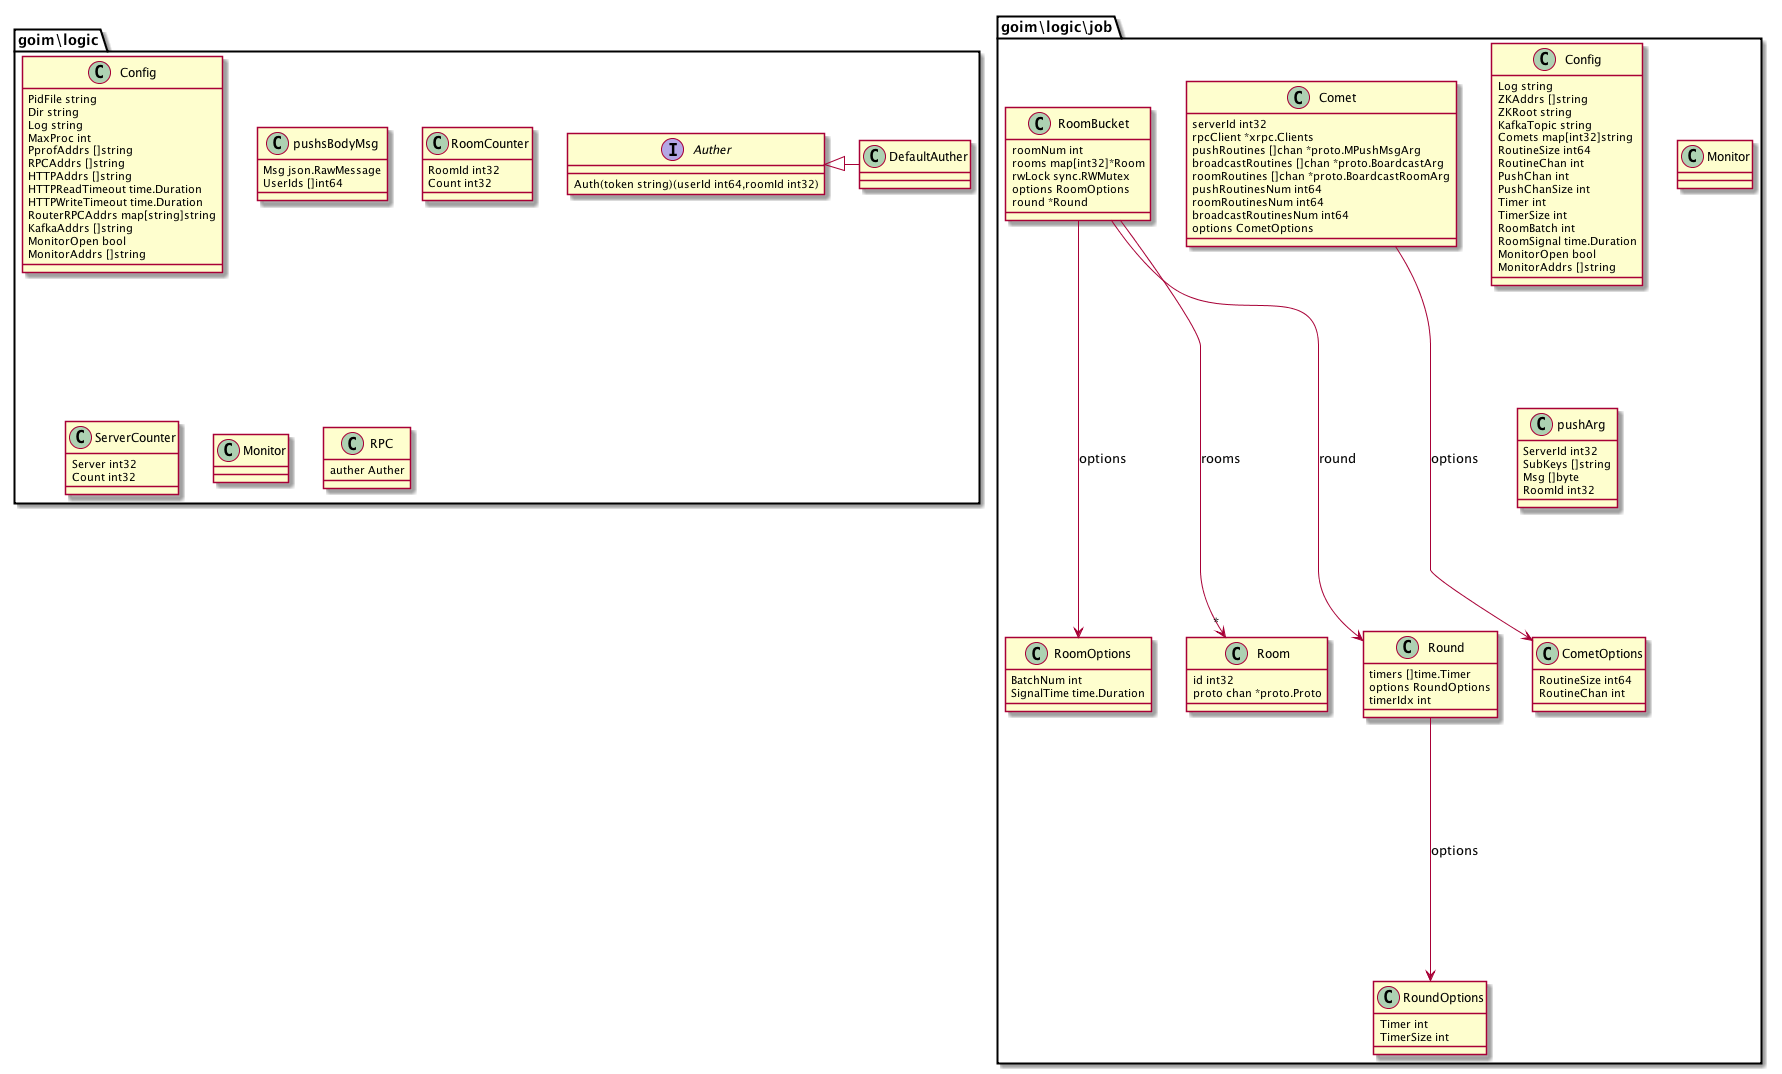 goim\logic
C Config
PidFile string
Dir string
Log string
MaxProc int
PprofAddrs []string
RPCAddrs []string
HTTPAddrs []string
HTTPReadTimeout time.Duration
HTTPWriteTimeout time.Duration
RouterRPCAddrs map[string]string
KafkaAddrs []string
MonitorOpen bool
MonitorAddrs []string
C pushsBodyMsg
Msg json.RawMessage
UserIds []int64
C RoomCounter
RoomId int32
Count int32
I Auther
Auth(token string)(userId int64,roomId int32)
C DefaultAuther
C ServerCounter
Server int32
Count int32
C Monitor
C RPC
auther Auther
goim\logic\job
C RoomBucket
roomNum int
rooms map[int32]*Room
rwLock sync.RWMutex
options RoomOptions
round *Round
C Comet
serverId int32
rpcClient *xrpc.Clients
pushRoutines []chan *proto.MPushMsgArg
broadcastRoutines []chan *proto.BoardcastArg
roomRoutines []chan *proto.BoardcastRoomArg
pushRoutinesNum int64
roomRoutinesNum int64
broadcastRoutinesNum int64
options CometOptions
C Config
Log string
ZKAddrs []string
ZKRoot string
KafkaTopic string
Comets map[int32]string
RoutineSize int64
RoutineChan int
PushChan int
PushChanSize int
Timer int
TimerSize int
RoomBatch int
RoomSignal time.Duration
MonitorOpen bool
MonitorAddrs []string
C Monitor
options
rooms
round
options
C pushArg
ServerId int32
SubKeys []string
Msg []byte
RoomId int32
*
C RoomOptions
BatchNum int
SignalTime time.Duration
C Room
id int32
proto chan *proto.Proto
C Round
timers []time.Timer
options RoundOptions
timerIdx int
C CometOptions
RoutineSize int64
RoutineChan int
options
C RoundOptions
Timer int
TimerSize int